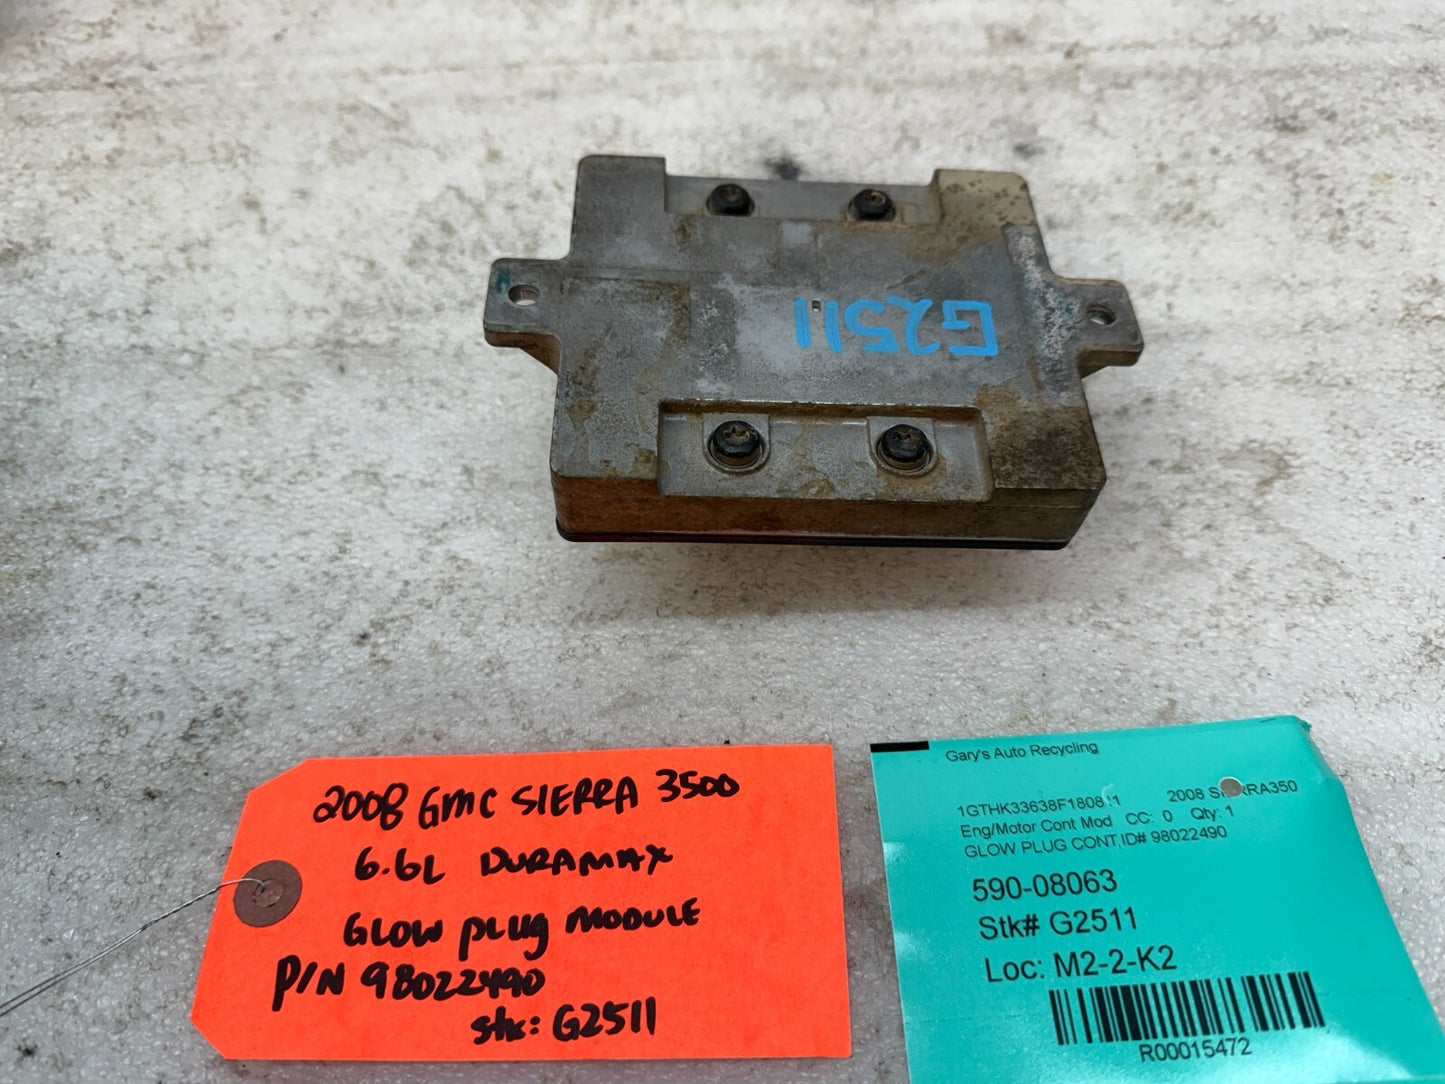 G2511
2008 GMC SIERRA 3500
6.6L DURAMAX
GLOW PLUG MODULE
P/N 98022490
stk: G2511
Gary's Auto Recycling
2008
Eng/Motor Cont Mod CC: 0 Qty: 1
GLOW PLUG CONT,ID# 98022490
590-08063
Stk# G2511
Loc: M2-2-K2
R00015472